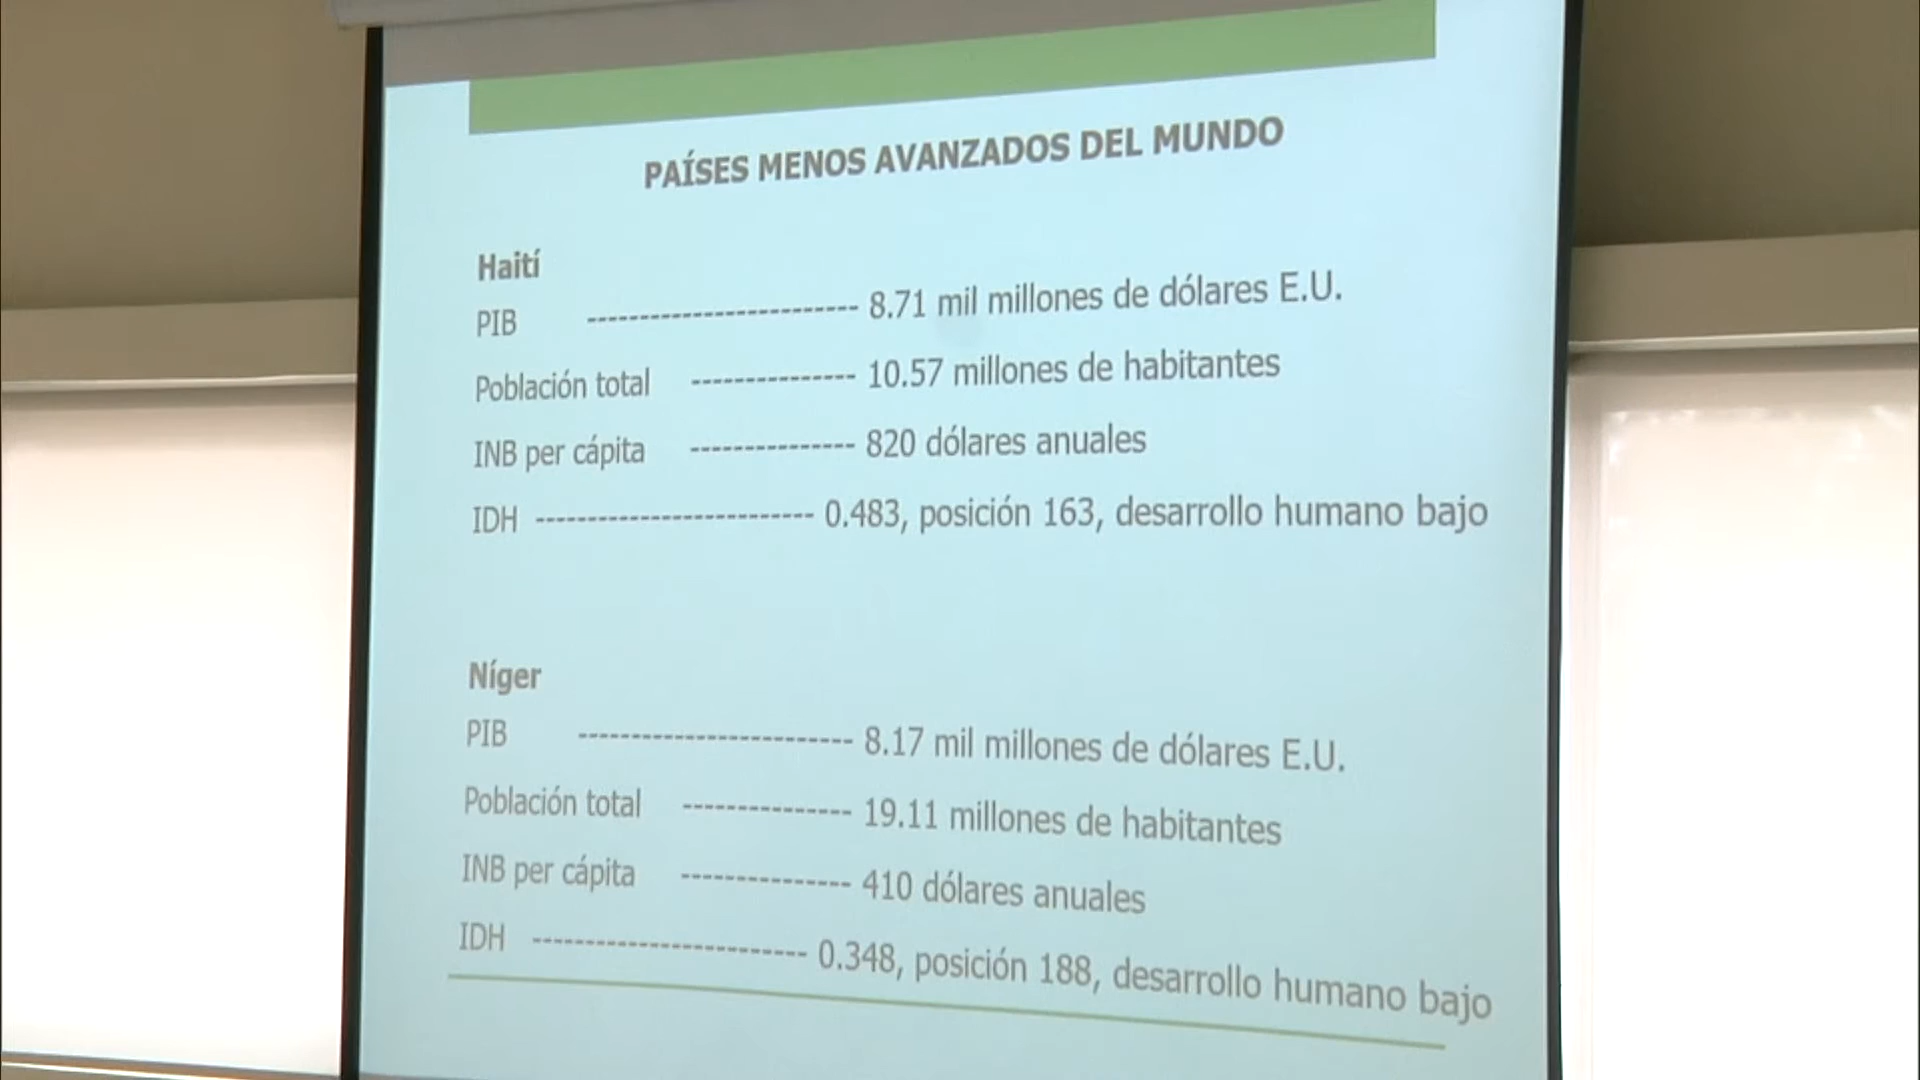 PAÍSES MENOS AVANZADOS DEL MUNDO
Haití
PIB ------------------------- 8.71 mil millones de dólares E.U.
Población total --------------- 10.57 millones de habitantes
INB per cápita --------------- 820 dólares anuales
IDH ------------------------- 0.483, posición 163, desarrollo humano bajo
Níger
PIB ------------------------- 8.17 mil millones de dólares E.U.
Población total --------------- 19.11 millones de habitantes
INB per cápita --------------- 410 dólares anuales
IDH ------------------------- 0.348, posición 188, desarrollo humano bajo